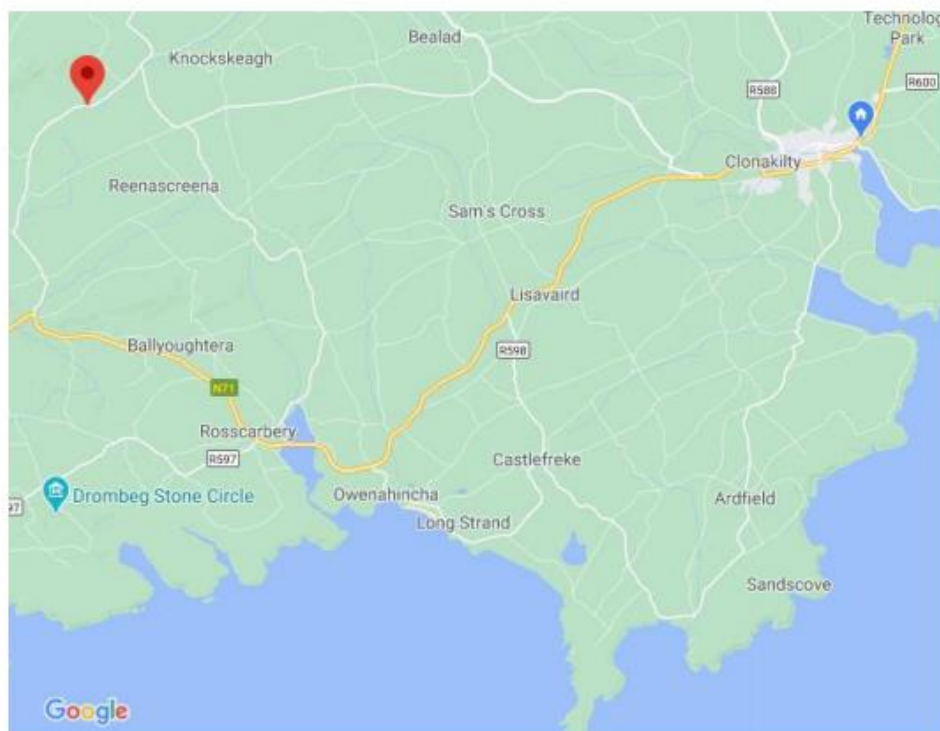 Technolog
Park
Bealad
Knockskeagh
R600
R588
Clonakilty
Reenascreena
Sam's Cross
Lisavaird
Ballyoughtera
R598
N71
Rosscarbery
R597
Castlefreke
Drombeg Stone Circle
Owenahincha
Ardfield
97
Long Strand
Sandscove
Google